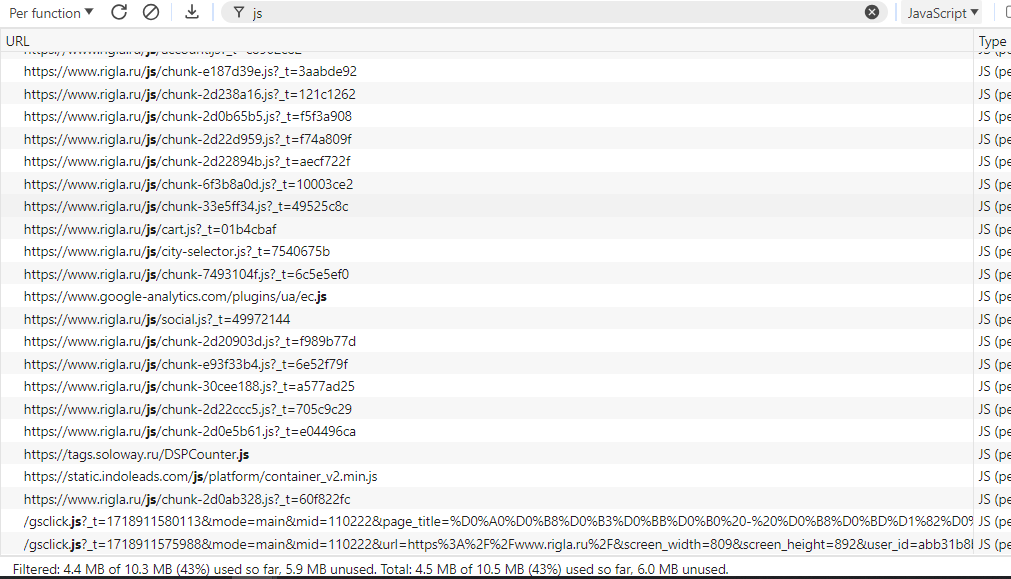 Per function ▼ js JavaScript ▼
URL Type
https://www.rigla.ru/js/chunk-e187d39e.js?_t=3aabde92 JS (pe
https://www.rigla.ru/js/chunk-2d238a16.js?_t=121c1262 JS (pe
https://www.rigla.ru/js/chunk-2d0b65b5.js?_t=f5f3a908 JS (pe
https://www.rigla.ru/js/chunk-2d22d959.js?_t=f74a809f JS (pe
https://www.rigla.ru/js/chunk-2d22894b.js?_t=aecf722f JS (pe
https://www.rigla.ru/js/chunk-6f3b8a0d.js?_t=10003ce2 JS (pe
https://www.rigla.ru/js/chunk-33e5ff34.js?_t=49525c8c JS (pe
https://www.rigla.ru/js/cart.js?_t=01b4cbaf JS (pe
https://www.rigla.ru/js/city-selector.js?_t=7540675b JS (pe
https://www.rigla.ru/js/chunk-7493104f.js?_t=6c5e5ef0 JS (pe
https://www.google-analytics.com/plugins/ua/ec.js JS (pe
https://www.rigla.ru/js/social.js?_t=49972144 JS (pe
https://www.rigla.ru/js/chunk-2d20903d.js?_t=f989b77d JS (pe
https://www.rigla.ru/js/chunk-e93f33b4.js?_t=6e52f79f JS (pe
https://www.rigla.ru/js/chunk-30cee188.js?_t=a577ad25 JS (pe
https://www.rigla.ru/js/chunk-2d22ccc5.js?_t=705c9c29 JS (pe
https://www.rigla.ru/js/chunk-2d0e5b61.js?_t=e04496ca JS (pe
https://tags.soloway.ru/DSPCounter.js JS (pe
https://static.indoleads.com/js/platform/container_v2.min.js JS (pe
https://www.rigla.ru/js/chunk-2d0ab328.js?_t=60f822fc JS (pe
/gsclick.js?_t=1718911580113&mode=main&mid=110222&page_title=%D0%A0%D0%B8%D0%B3%D0%BB%D0%B0%20-%20%D0%B8%D0%BD%D1%82%D0% JS (pe
/gsclick.js?_t=1718911575988&mode=main&mid=110222&url=https%3A%2F%2Fwww.rigla.ru%2F&screen_width=809&screen_height=892&user_id=abb31b8 JS (pe
Filtered: 4.4 MB of 10.3 MB (43%) used so far, 5.9 MB unused. Total: 4.5 MB of 10.5 MB (43%) used so far, 6.0 MB unused.